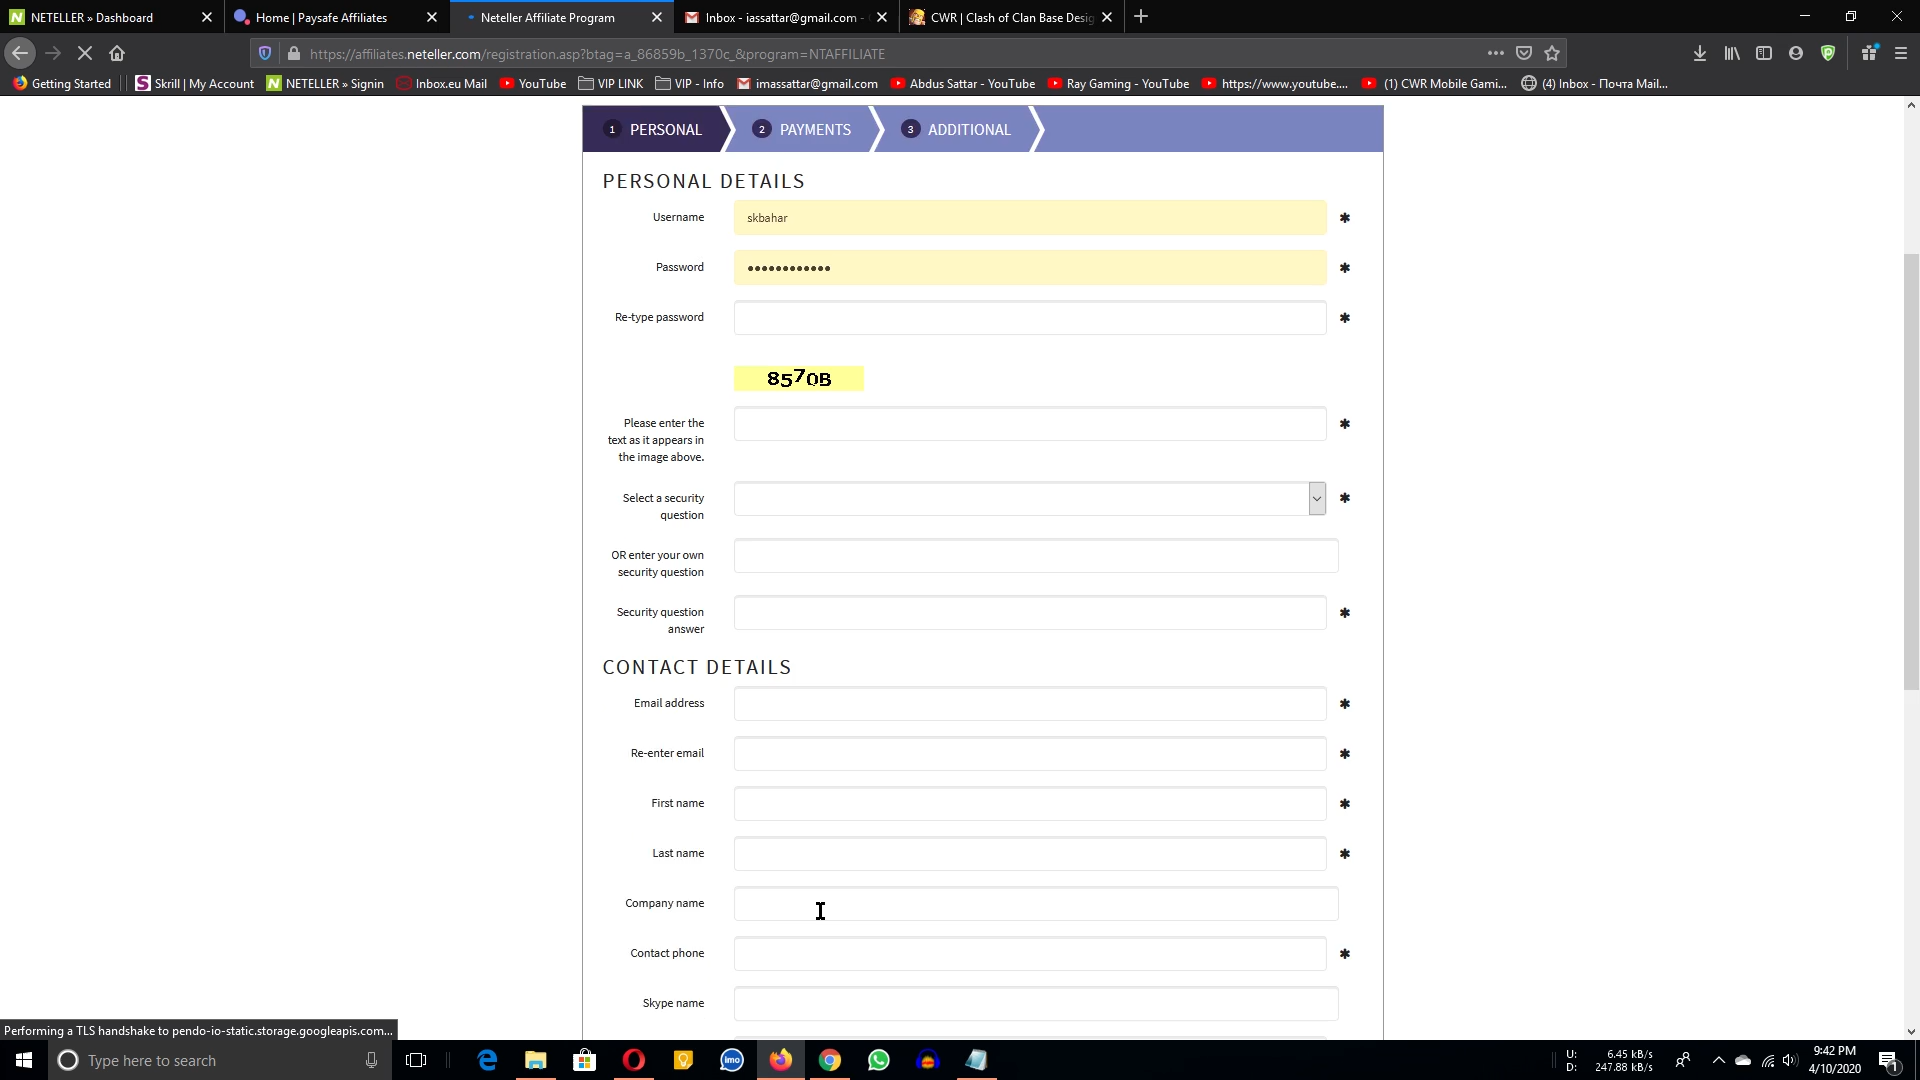 NETELLER » Dashboard
Home | Paysafe Affiliates
Neteller Affiliate Program
Inbox - iassattar@gmail.com -
CWR | Clash of Clan Base Desig
https://affiliates.neteller.com/registration.asp?btag=a_86859b_1370c_&program=NTAFFILIATE
Getting Started
Skrill | My Account
NETELLER » Signin
Inbox.eu Mail
YouTube
VIP LINK
VIP - Info
imassattar@gmail.com
Abdus Sattar - YouTube
Ray Gaming - YouTube
https://www.youtube....
(1) CWR Mobile Gami...
(4) Inbox - Почта Mail...
1 PERSONAL
2 PAYMENTS
3 ADDITIONAL
PERSONAL DETAILS
Username
skbahar
Password
Re-type password
8570B
Please enter the
text as it appears in
the image above.
Select a security
question
OR enter your own
security question
Security question
answer
CONTACT DETAILS
Email address
Re-enter email
First name
Last name
Company name
Contact phone
Skype name
Performing a TLS handshake to pendo-io-static.storage.googleapis.com...
Type here to search
imo
U: 6.45 kB/s
D: 247.88 kB/s
9:42 PM
4/10/2020
1